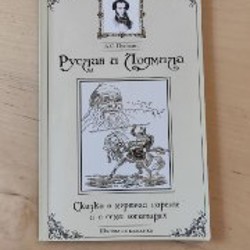 А.С. Пушкин
Руслан и Людмила
Сказка о мертвой царевне
и о семи богатырях